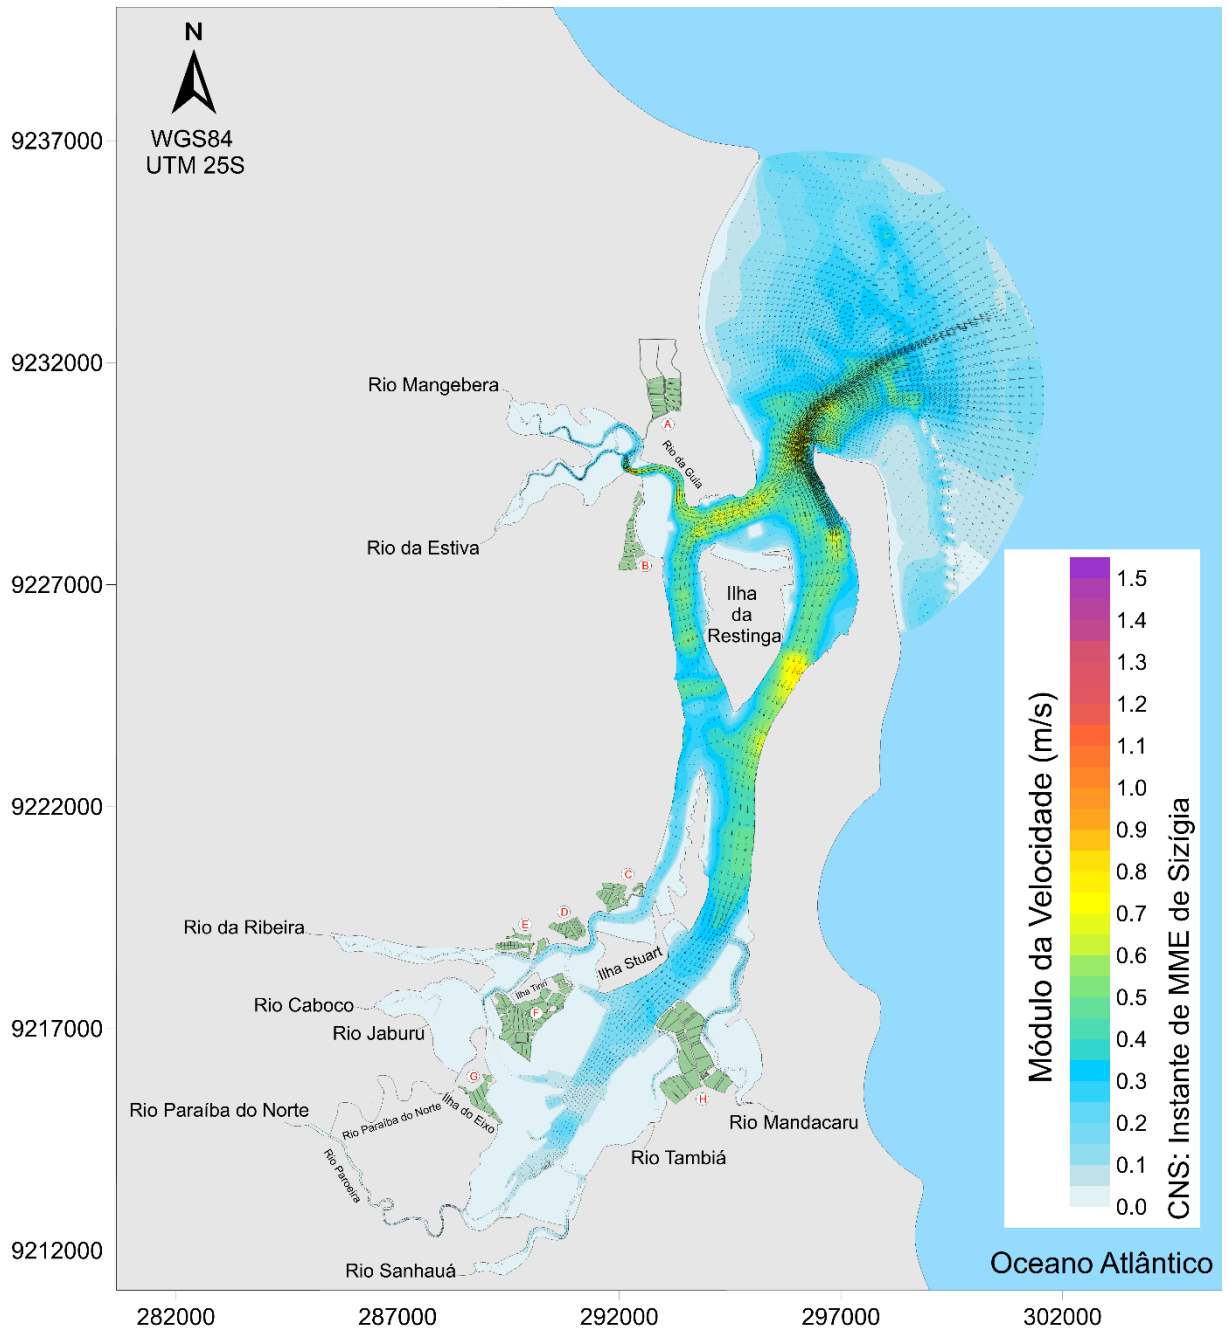 N
WGS84
UTM 25S
9237000
9232000
9227000
9222000
9217000
9212000
282000
287000
292000
297000
302000
Rio Mangebera
Rio da Estiva
Rio da Guia
A
B
Ilha
da
Restinga
C
D
E
Rio da Ribeira
Ilha Stuart
Ilha Tiriri
F
Rio Caboco
Rio Jaburu
G
Ilha do Eixo
Rio Paraíba do Norte
Rio Paraíba do Norte
Rio Paroeira
H
Rio Mandacaru
Rio Tambiá
Rio Sanhauá
Módulo da Velocidade (m/s)
1.5
1.4
1.3
1.2
1.1
1.0
0.9
0.8
0.7
0.6
0.5
0.4
0.3
0.2
0.1
0.0
CNS: Instante de MME de Sizígia
Oceano Atlântico